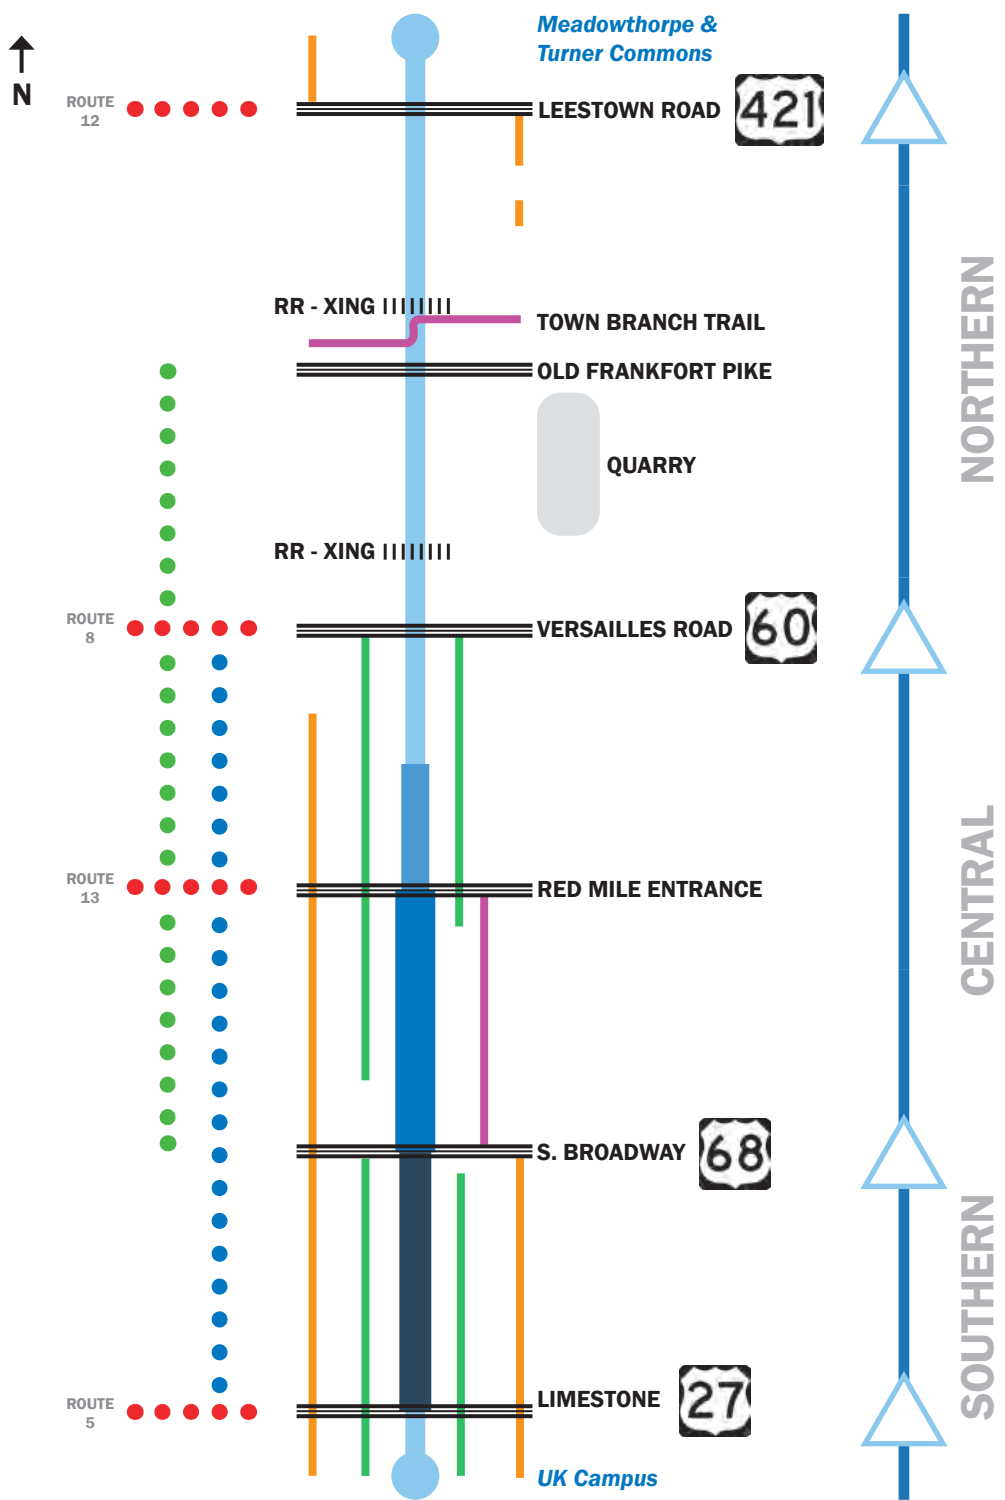 Meadowthorpe &
Turner Commons
N
ROUTE
12
LEESTOWN ROAD
421
RR - XING
TOWN BRANCH TRAIL
NORTHERN
OLD FRANKFORT PIKE
QUARRY
RR - XING
ROUTE
8
VERSAILLES ROAD
60
ROUTE
13
RED MILE ENTRANCE
CENTRAL
S. BROADWAY
68
SOUTHERN
ROUTE
5
LIMESTONE
27
UK Campus